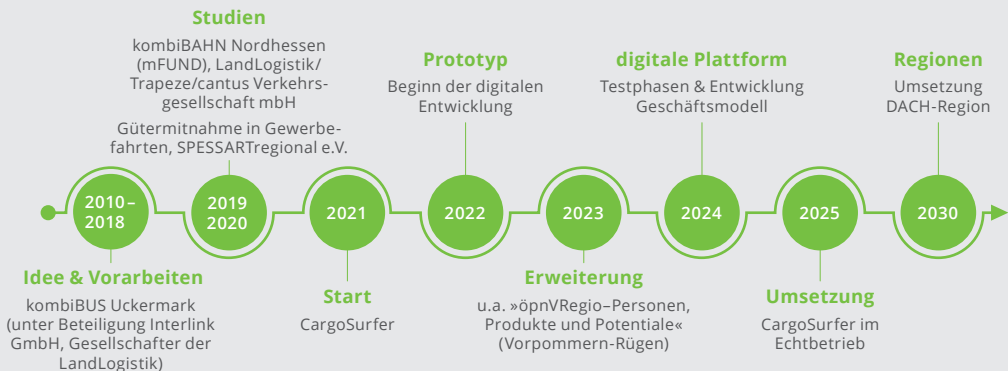 Studien
kombiBAHN Nordhessen
(mFUND), LandLogistik/
Trapeze/cantus Verkehrs-
gesellschaft mbH
Gütermitnahme in Gewerbe-
fahrten, SPESSARTregional e.V.
Prototyp
Beginn der digitalen
Entwicklung
digitale Plattform
Testphasen & Entwicklung
Geschäftsmodell
Regionen
Umsetzung
DACH-Region
2010–
2018
2019
2020
2021
2022
2023
2024
2025
2030
Idee & Vorarbeiten
kombiBUS Uckermark
(unter Beteiligung Interlink
GmbH, Gesellschafter der
LandLogistik)
Start
CargoSurfer
Erweiterung
u.a. »öpnVRegio–Personen,
Produkte und Potentiale«
(Vorpommern-Rügen)
Umsetzung
CargoSurfer im
Echtbetrieb